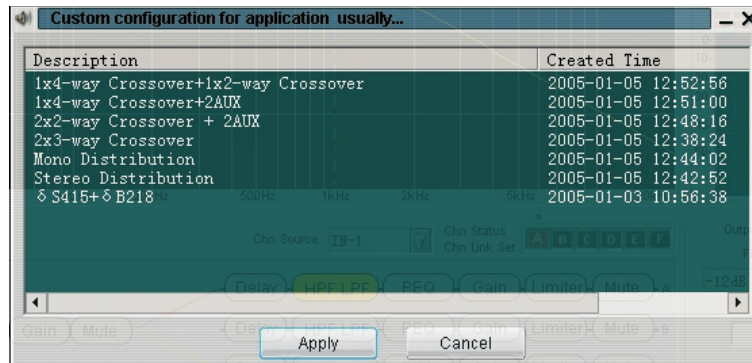 Custom configuration for application usually...
Description Created Time
1x4-way Crossover+1x2-way Crossover 2005-01-05 12:52:56
1x4-way Crossover+2AUX 2005-01-05 12:51:00
2x2-way Crossover + 2AUX 2005-01-05 12:48:16
2x3-way Crossover 2005-01-05 12:38:24
Mono Distribution 2005-01-05 12:44:02
Stereo Distribution 2005-01-05 12:42:52
δ S415+δ B218 2005-01-03 10:56:38
500Hz 1kHz 2kHz 5kHz
Chn Source IN-1 Chn Status A B C D E F
Chn Link Set
-12dB
Delay HPF LPF PEQ Gain Limiter Mute A
Gain Mute Delay HPF LPF PEQ Gain Limiter Mute B
Apply Cancel